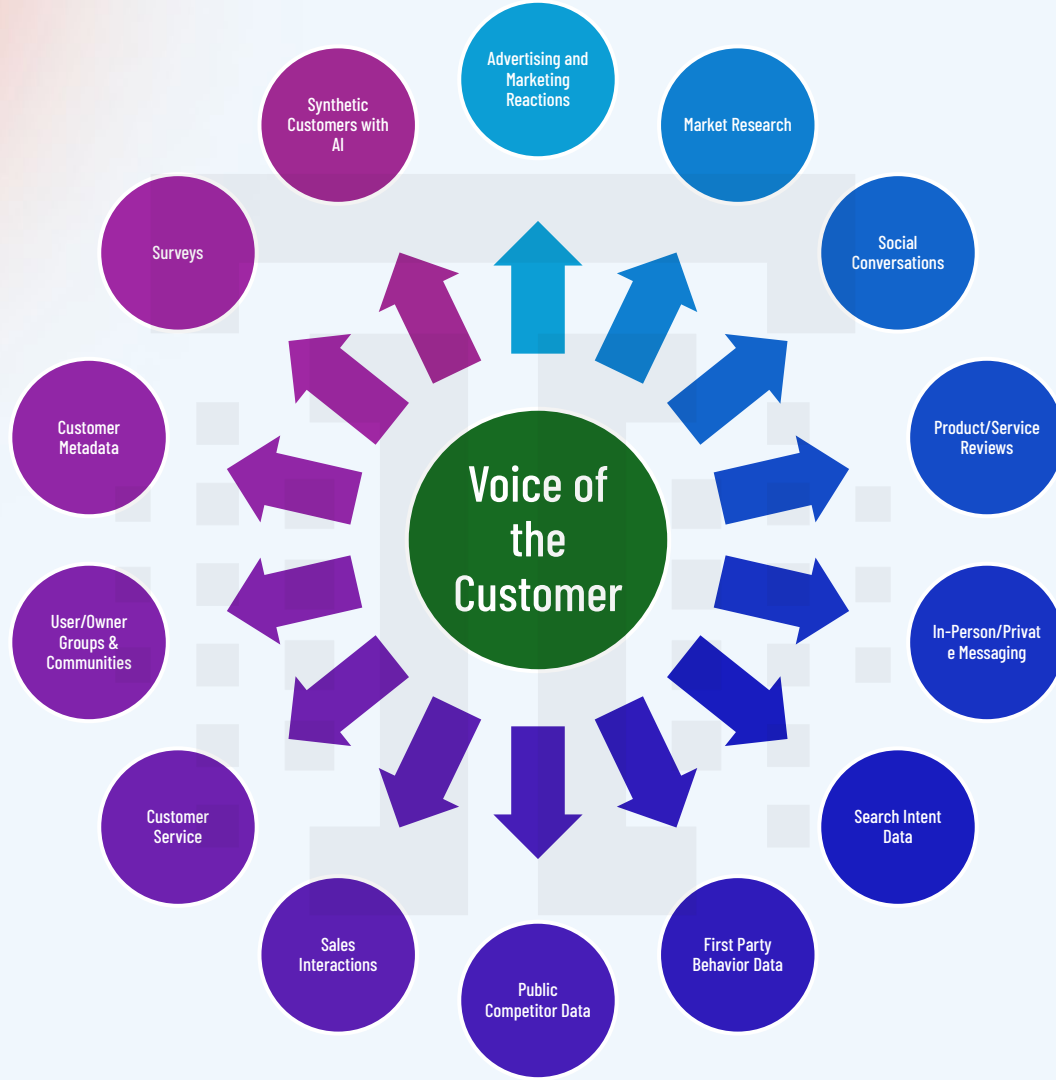 Advertising and
Marketing
Reactions
Market Research
Social
Conversations
Product/Service
Reviews
In-Person/Privat
e Messaging
Search Intent
Data
First Party
Behavior Data
Public
Competitor Data
Sales
Interactions
Customer
Service
User/Owner
Groups &
Communities
Customer
Metadata
Surveys
Synthetic
Customers with
AI
Voice of
the
Customer